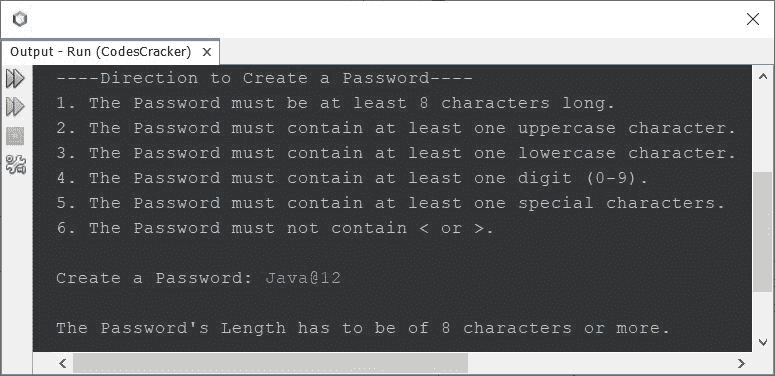 Output - Run (CodesCracker) ×
----Direction to Create a Password----
1. The Password must be at least 8 characters long.
2. The Password must contain at least one uppercase character.
3. The Password must contain at least one lowercase character.
4. The Password must contain at least one digit (0-9).
5. The Password must contain at least one special characters.
6. The Password must not contain < or >.
Create a Password: Java@12
The Password's Length has to be of 8 characters or more.